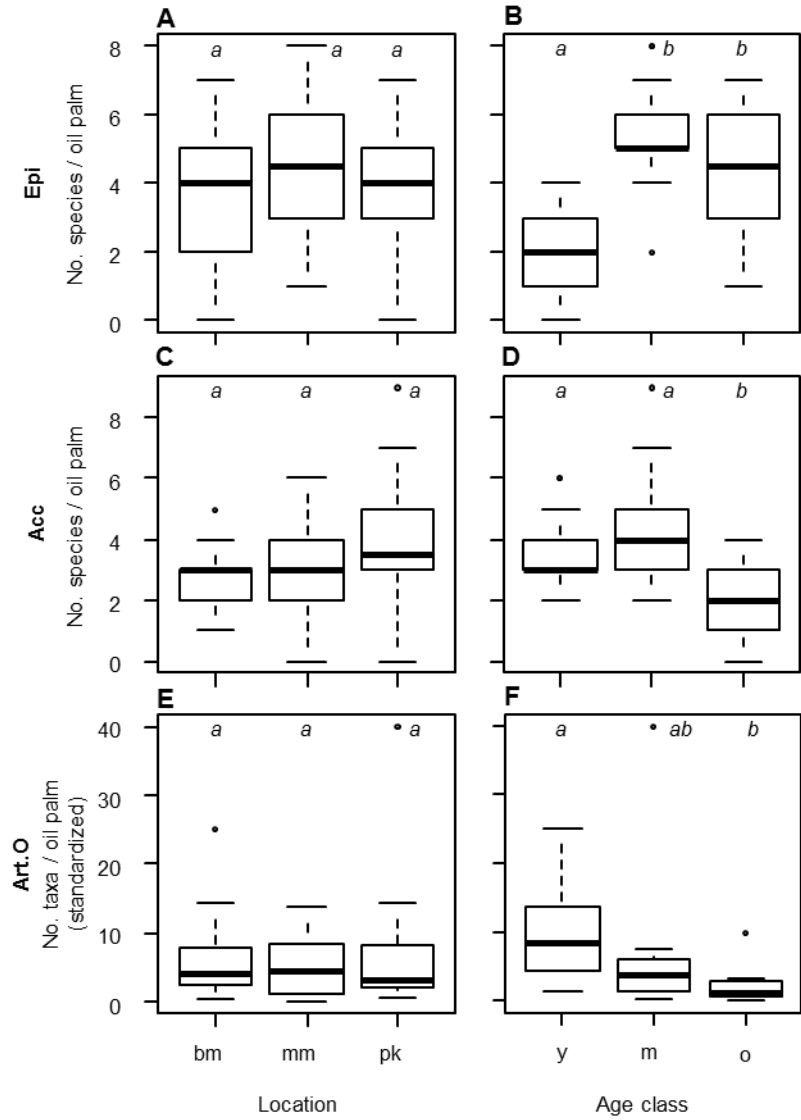 A
B
8
6
4
2
0
a a a
a b b
Epi
No. species / oil palm
C
D
8
6
4
2
0
a a a
a a b
Acc
No. species / oil palm
E
F
40
30
20
10
0
a a a
a ab b
Art.O
No. taxa / oil palm
(standardized)
bm mm pk
y m o
Location
Age class